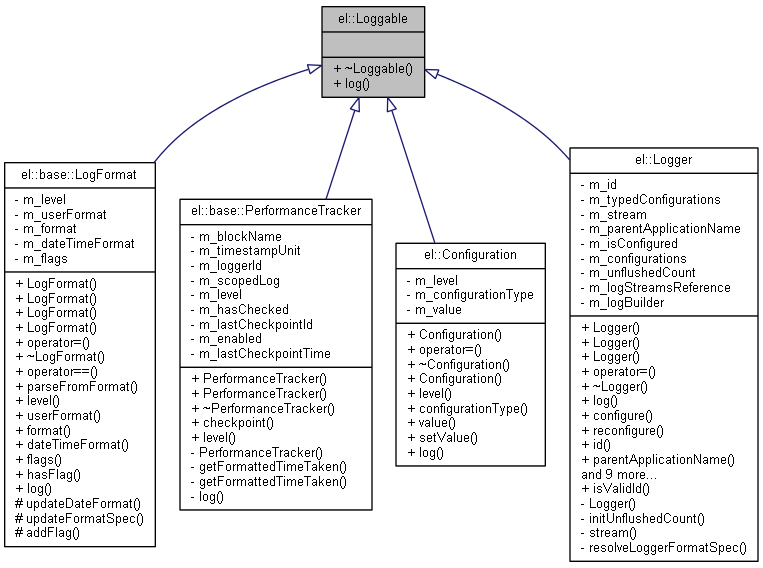 el::Loggable
+ ~Loggable()
+ log()
el::base::LogFormat
- m_level
- m_userFormat
- m_format
- m_dateTimeFormat
- m_flags
+ LogFormat()
+ LogFormat()
+ LogFormat()
+ LogFormat()
+ operator=()
+ ~LogFormat()
+ operator==()
+ parseFromFormat()
+ level()
+ userFormat()
+ format()
+ dateTimeFormat()
+ flags()
+ hasFlag()
+ log()
# updateDateFormat()
# updateFormatSpec()
# addFlag()
el::base::PerformanceTracker
- m_blockName
- m_timestampUnit
- m_loggerId
- m_scopedLog
- m_level
- m_hasChecked
- m_lastCheckpointId
- m_enabled
- m_lastCheckpointTime
+ PerformanceTracker()
+ PerformanceTracker()
+ ~PerformanceTracker()
+ checkpoint()
+ level()
- PerformanceTracker()
- getFormattedTimeTaken()
- getFormattedTimeTaken()
- log()
el::Configuration
- m_level
- m_configurationType
- m_value
+ Configuration()
+ operator=()
+ ~Configuration()
+ Configuration()
+ level()
+ configurationType()
+ value()
+ setValue()
+ log()
el::Logger
- m_id
- m_typedConfigurations
- m_stream
- m_parentApplicationName
- m_isConfigured
- m_configurations
- m_unflushedCount
- m_logStreamsReference
- m_logBuilder
+ Logger()
+ Logger()
+ Logger()
+ operator=()
+ ~Logger()
+ log()
+ configure()
+ reconfigure()
+ id()
+ parentApplicationName()
and 9 more...
+ isValidId()
- Logger()
- initUnflushedCount()
- stream()
- resolveLoggerFormatSpec()